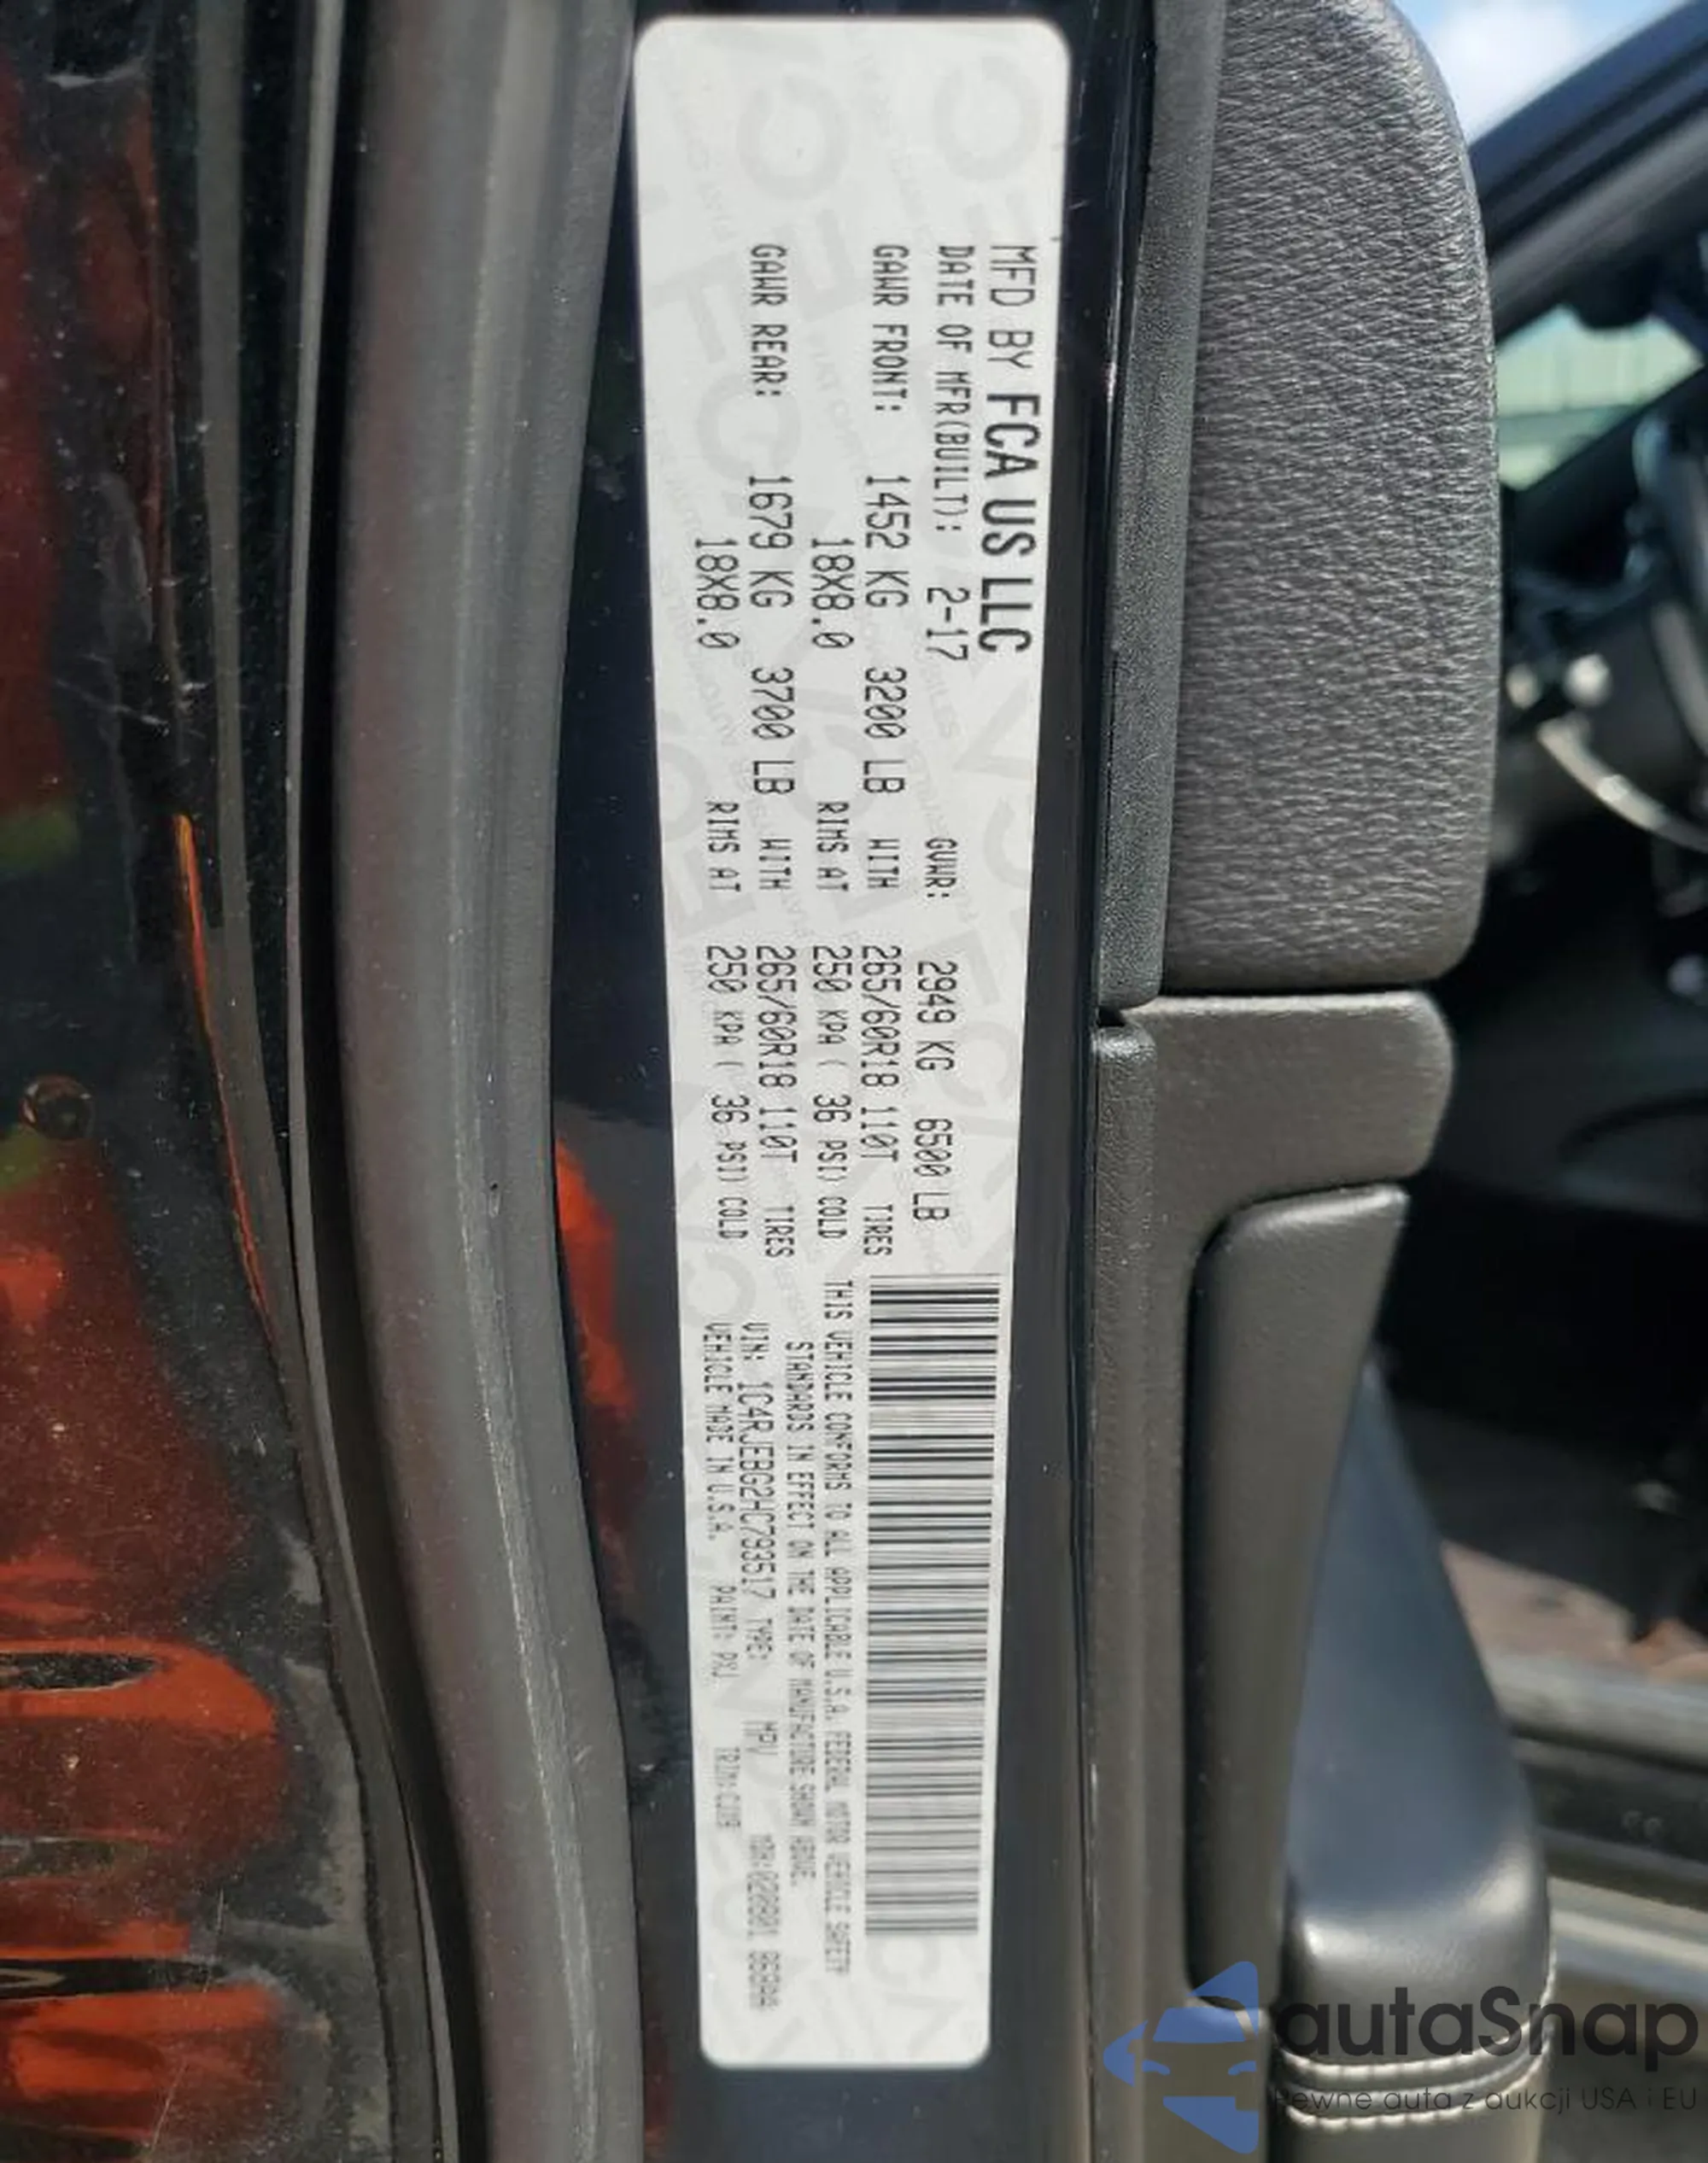 MFD BY FCA US LLC
DATE OF MFR(BUILT): 2-17 GVWR: 2949 KG 6500 LB
GAWR FRONT: 1452 KG 3200 LB WITH 265/60R18 110T TIRES
18X8.0 RIMS AT 250 KPA ( 36 PSI) COLD
GAWR REAR: 1679 KG 3700 LB WITH 265/60R18 110T TIRES
18X8.0 RIMS AT 250 KPA ( 36 PSI) COLD
THIS VEHICLE CONFORMS TO ALL APPLICABLE U.S.A. FEDERAL MOTOR VEHICLE SAFETY
STANDARDS IN EFFECT ON THE DATE OF MANUFACTURE SHOWN ABOVE.
VIN: 1C4RJEBG2HC793517 TYPE: MPV
VEHICLE MADE IN U.S.A. PAINT: PXJ TRIM:
autaSnap
Pewne auta z aukcji USA i EU